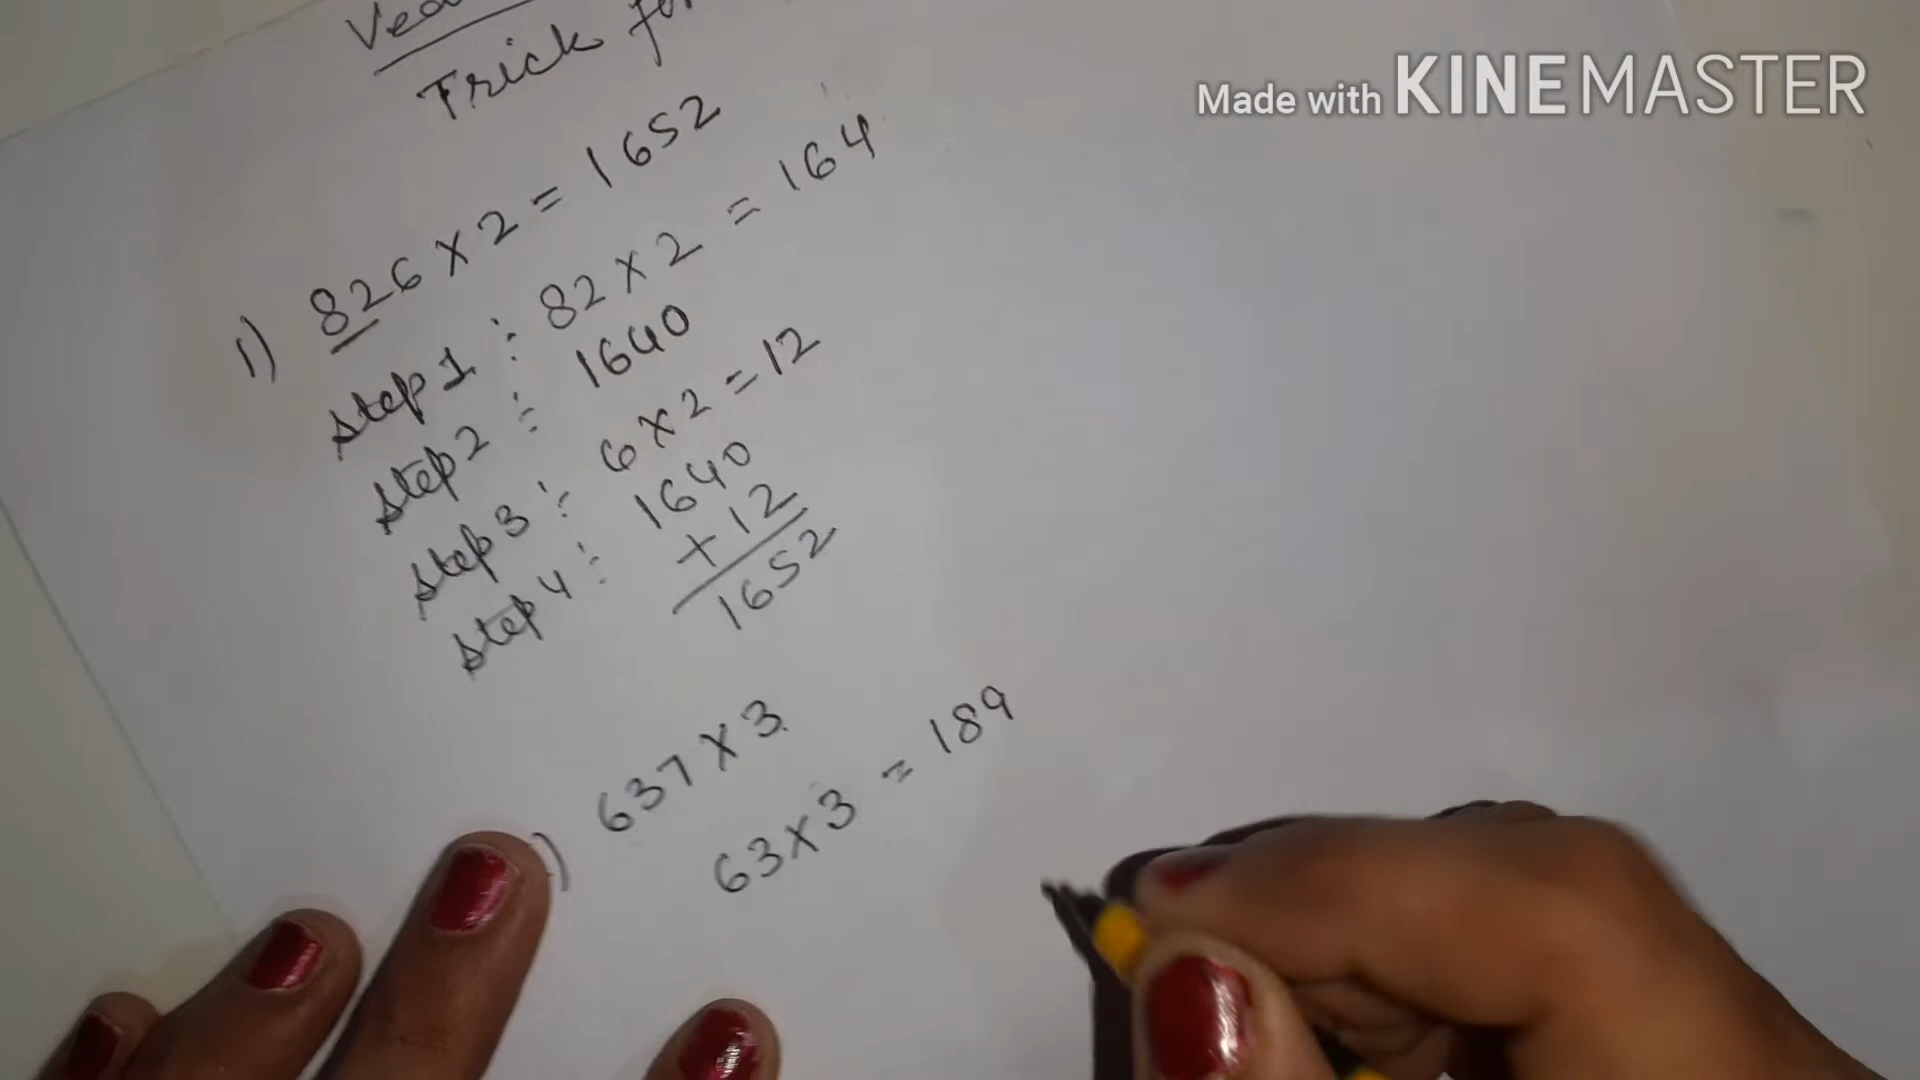 Trick
1) 826 × 2 = 1652
Step 1 : 82 × 2 = 164
Step 2 : 1640
Step 3 : 6 × 2 = 12
Step 4 : 1640
+ 12
1652
) 637 × 3
63 × 3 = 189
Made with KINEMASTER